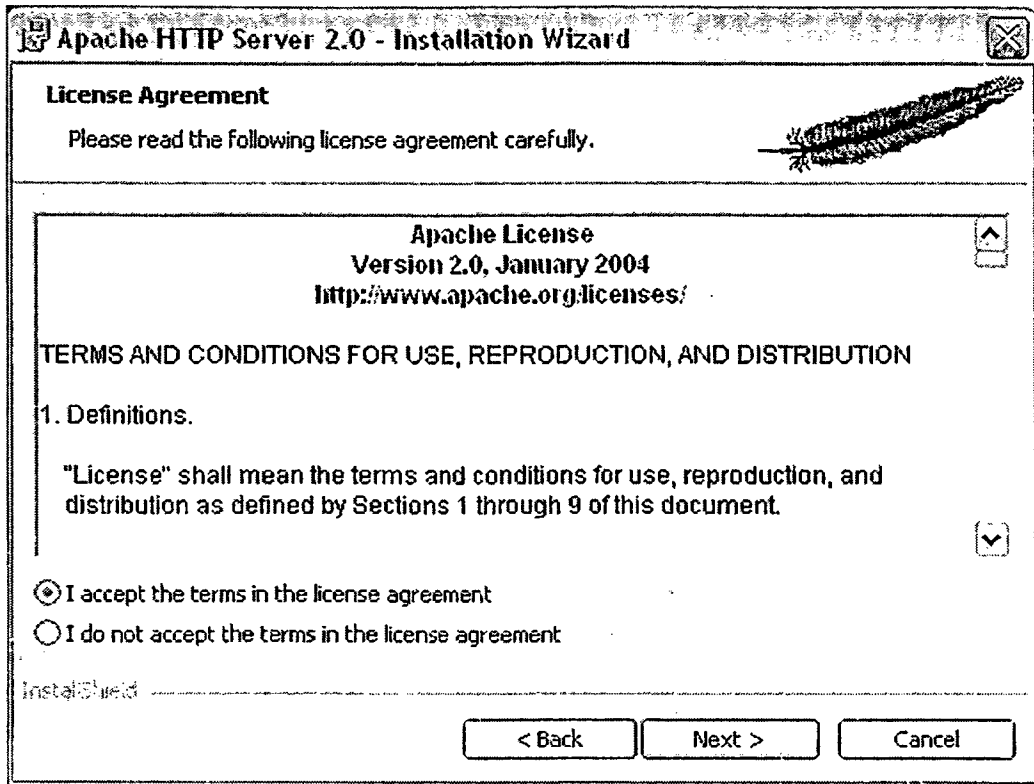 Apache HTTP Server 2.0 - Installation Wizard
License Agreement
Please read the following license agreement carefully.
Apache License
Version 2.0, January 2004
http://www.apache.org/licenses/
TERMS AND CONDITIONS FOR USE, REPRODUCTION, AND DISTRIBUTION
1. Definitions.
"License" shall mean the terms and conditions for use, reproduction, and
distribution as defined by Sections 1 through 9 of this document.
I accept the terms in the license agreement
I do not accept the terms in the license agreement
InstallShield
< Back
Next >
Cancel